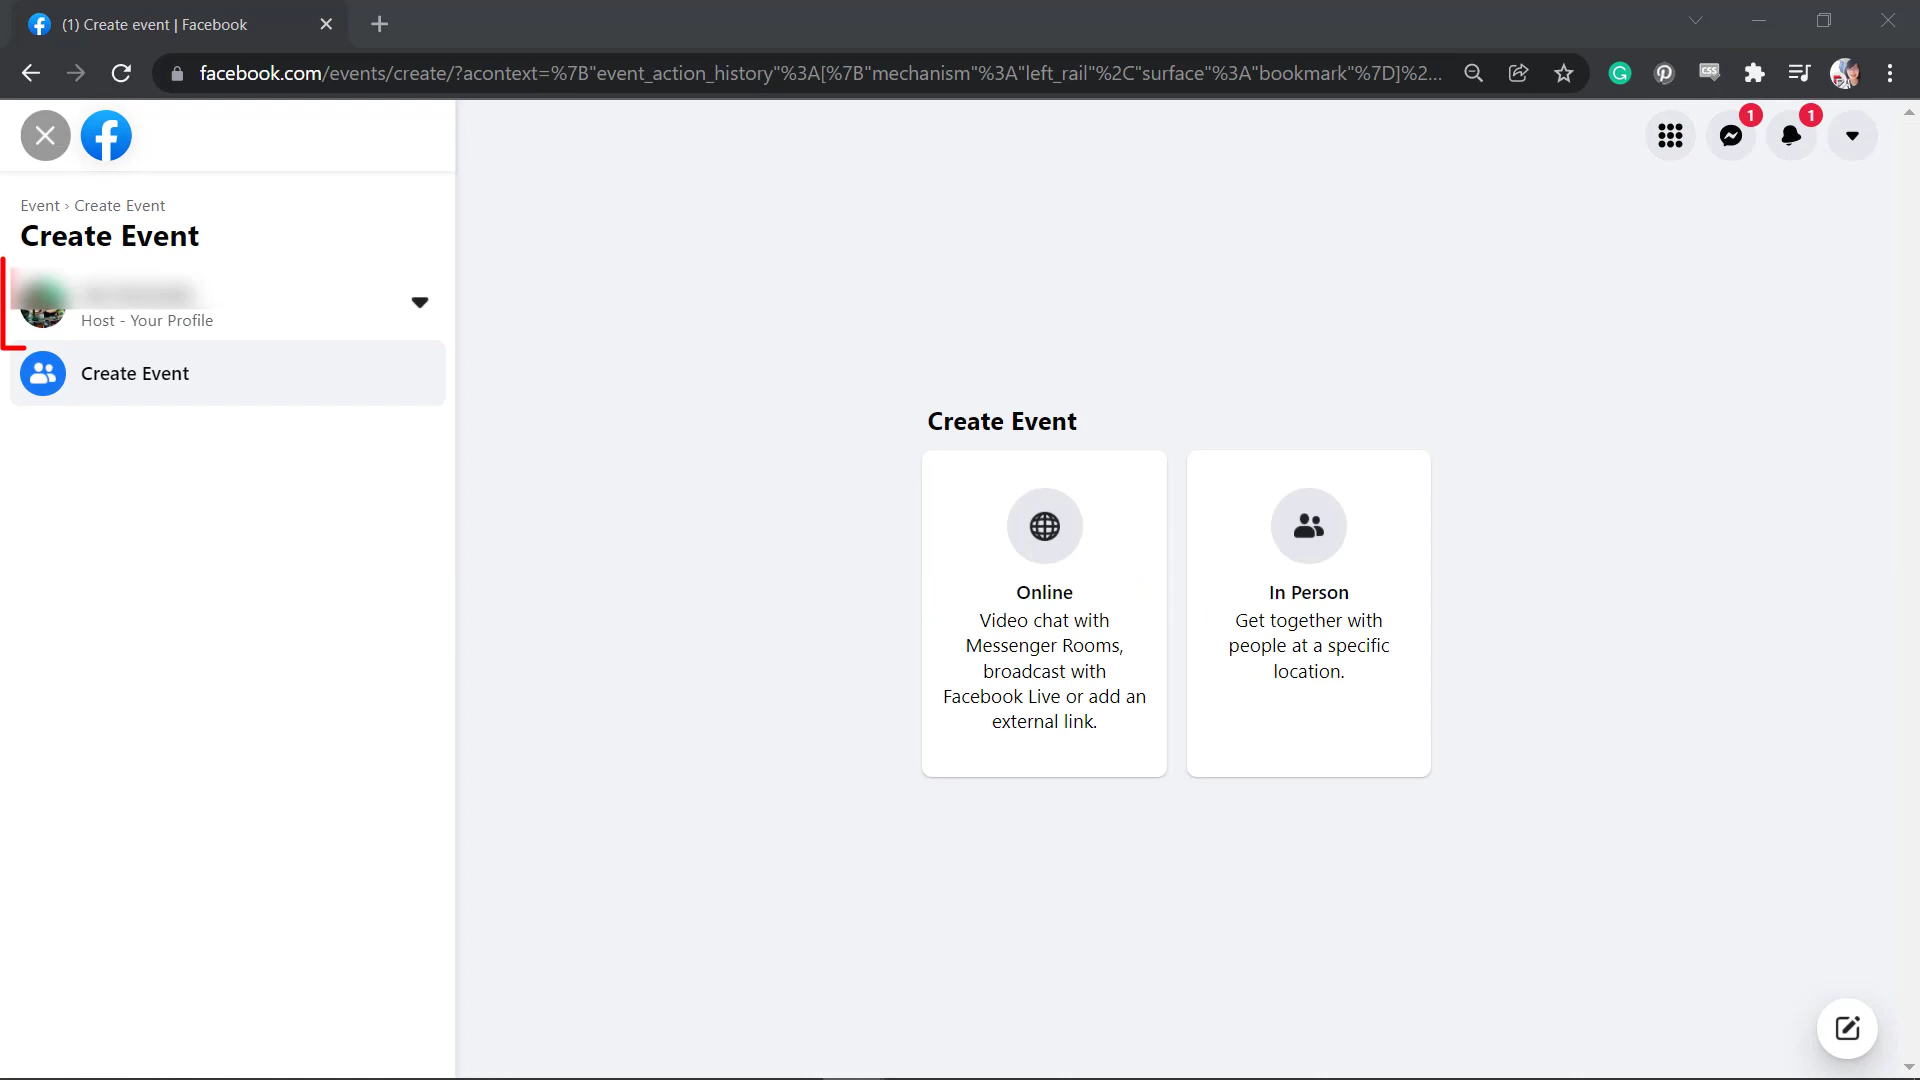 (1) Create event | Facebook
facebook.com/events/create/?acontext=%7B"event_action_history"%3A[%7B"mechanism"%3A"left_rail"%2C"surface"%3A"bookmark"%7D]%2...
1
1
Event › Create Event
Create Event
Host - Your Profile
Create Event
Create Event
Online
Video chat with
Messenger Rooms,
broadcast with
Facebook Live or add an
external link.
In Person
Get together with
people at a specific
location.